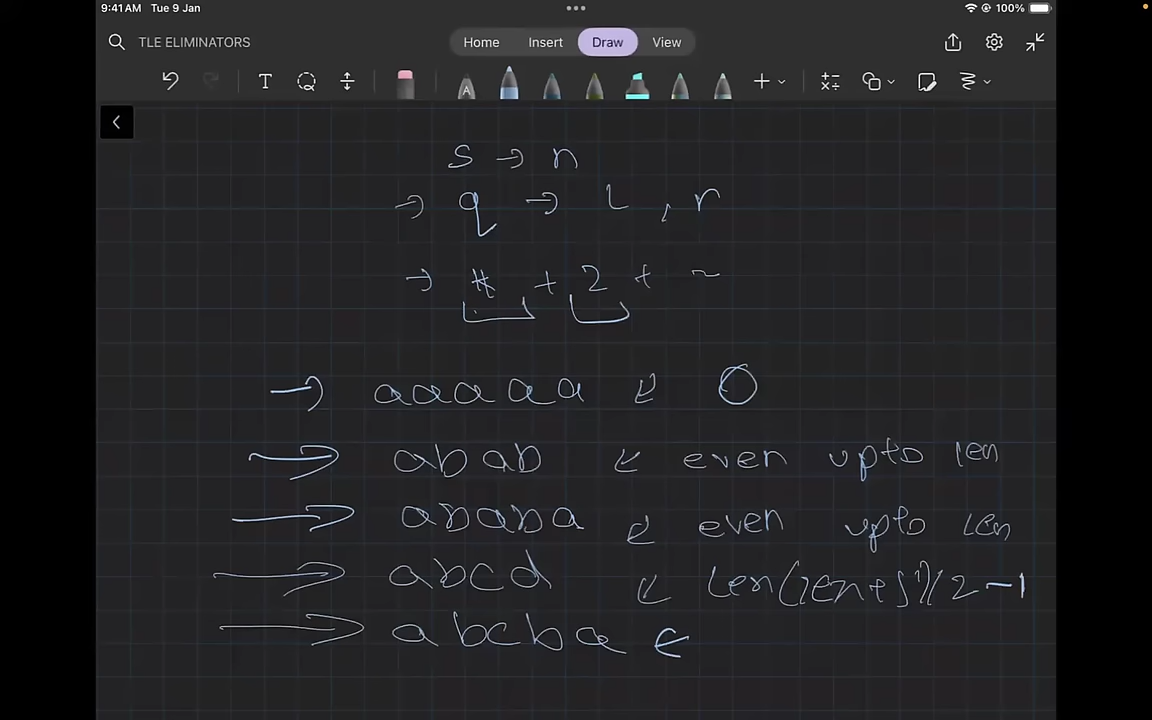 9:41 AM Tue 9 Jan 100%
TLE ELIMINATORS Home Insert Draw View
T A
s → n
→ q → L, r
→ k + 2 + ~
→ aaaaa ↙ 0
→ abab ↙ even upto len
→ ababa ↙ even upto len
→ abcd ↙ len(len+1)/2-1
→ abcba ←